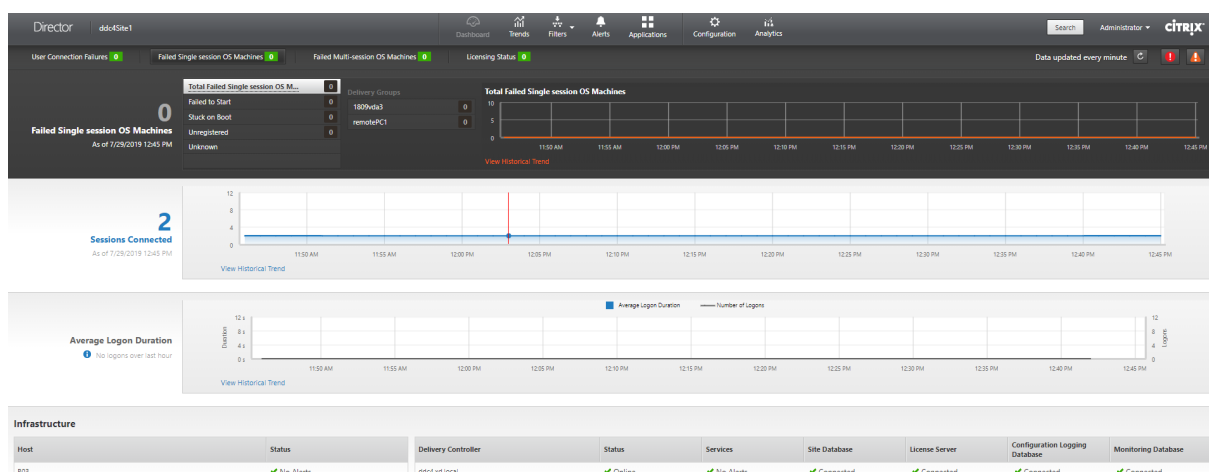 Director ddc4Site1 Dashboard Trends Filters Alerts Applications Configuration Analytics Search Administrator CITRIX
User Connection Failures 0 Failed Single session OS Machines 0 Failed Multi-session OS Machines 0 Licensing Status 0 Data updated every minute
0
Failed Single session OS Machines
As of 7/29/2019 12:45 PM
Total Failed Single session OS M... 0
Failed to Start 0
Stuck on Boot 0
Unregistered 0
Unknown
Delivery Groups
1809vda3 0
remotePC1 0
Total Failed Single session OS Machines
10
5
0
11:50 AM 11:55 AM 12:00 PM 12:05 PM 12:10 PM 12:15 PM 12:20 PM 12:25 PM 12:30 PM 12:35 PM 12:40 PM 12:45 PM
View Historical Trend
2
Sessions Connected
As of 7/29/2019 12:45 PM
12
8
4
0
11:50 AM 11:55 AM 12:00 PM 12:05 PM 12:10 PM 12:15 PM 12:20 PM 12:25 PM 12:30 PM 12:35 PM 12:40 PM 12:45 PM
View Historical Trend
Average Logon Duration
No logons over last hour
Average Logon Duration Number of Logons
Duration
12 s
8 s
4 s
0 s
12
8
4
0
Logons
11:50 AM 11:55 AM 12:00 PM 12:05 PM 12:10 PM 12:15 PM 12:20 PM 12:25 PM 12:30 PM 12:35 PM 12:40 PM 12:45 PM
View Historical Trend
Infrastructure
Host Status Delivery Controller Status Services Site Database License Server Configuration Logging Database Monitoring Database
No Alerts ddc4.xd.local Online No Alerts Connected Connected Connected Connected